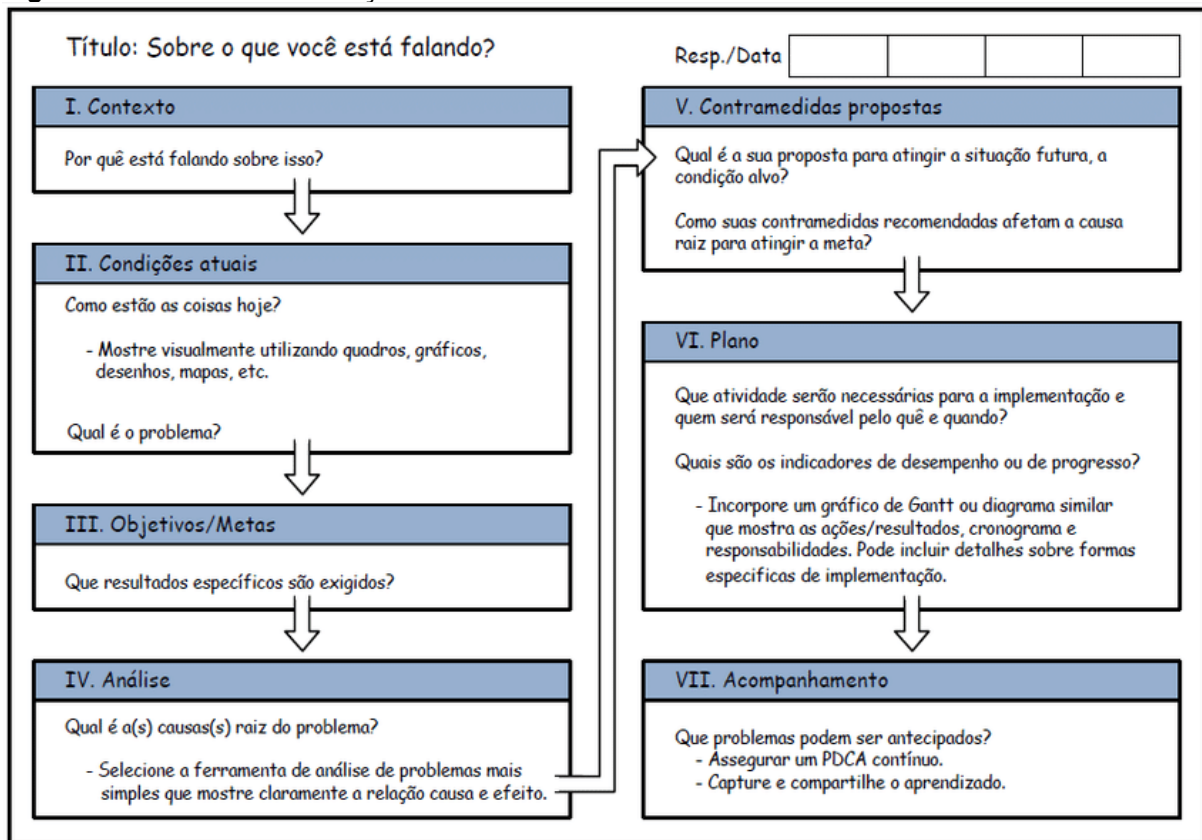 Título: Sobre o que você está falando?
Resp./Data
I. Contexto
Por quê está falando sobre isso?
II. Condições atuais
Como estão as coisas hoje?
- Mostre visualmente utilizando quadros, gráficos,
desenhos, mapas, etc.
Qual é o problema?
III. Objetivos/Metas
Que resultados específicos são exigidos?
IV. Análise
Qual é a(s) causas(s) raiz do problema?
- Selecione a ferramenta de análise de problemas mais
simples que mostre claramente a relação causa e efeito.
V. Contramedidas propostas
Qual é a sua proposta para atingir a situação futura, a
condição alvo?
Como suas contramedidas recomendadas afetam a causa
raiz para atingir a meta?
VI. Plano
Que atividade serão necessárias para a implementação e
quem será responsável pelo quê e quando?
Quais são os indicadores de desempenho ou de progresso?
- Incorpore um gráfico de Gantt ou diagrama similar
que mostra as ações/resultados, cronograma e
responsabilidades. Pode incluir detalhes sobre formas
especificas de implementação.
VII. Acompanhamento
Que problemas podem ser antecipados?
- Assegurar um PDCA contínuo.
- Capture e compartilhe o aprendizado.